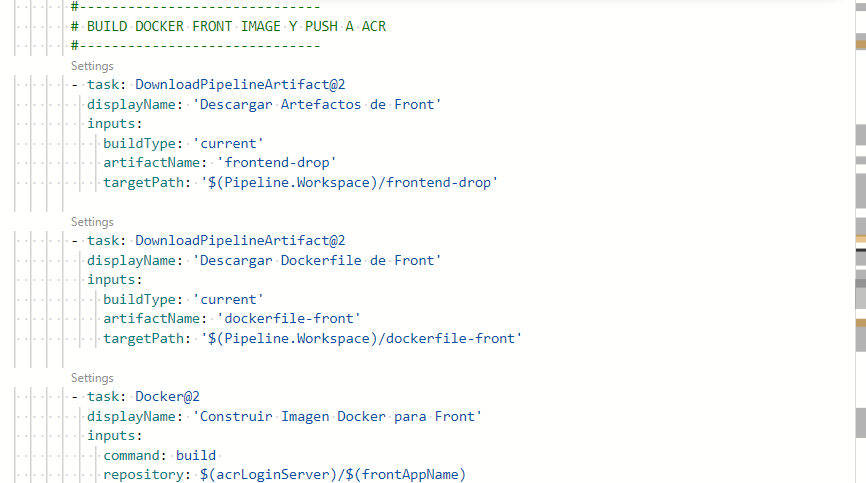 #------------------------------
# BUILD DOCKER FRONT IMAGE Y PUSH A ACR
#------------------------------
Settings
- task: DownloadPipelineArtifact@2
displayName: 'Descargar Artefactos de Front'
inputs:
buildType: 'current'
artifactName: 'frontend-drop'
targetPath: '$(Pipeline.Workspace)/frontend-drop'
Settings
- task: DownloadPipelineArtifact@2
displayName: 'Descargar Dockerfile de Front'
inputs:
buildType: 'current'
artifactName: 'dockerfile-front'
targetPath: '$(Pipeline.Workspace)/dockerfile-front'
Settings
- task: Docker@2
displayName: 'Construir Imagen Docker para Front'
inputs:
command: build
repository: $(acrLoginServer)/$(frontAppName)